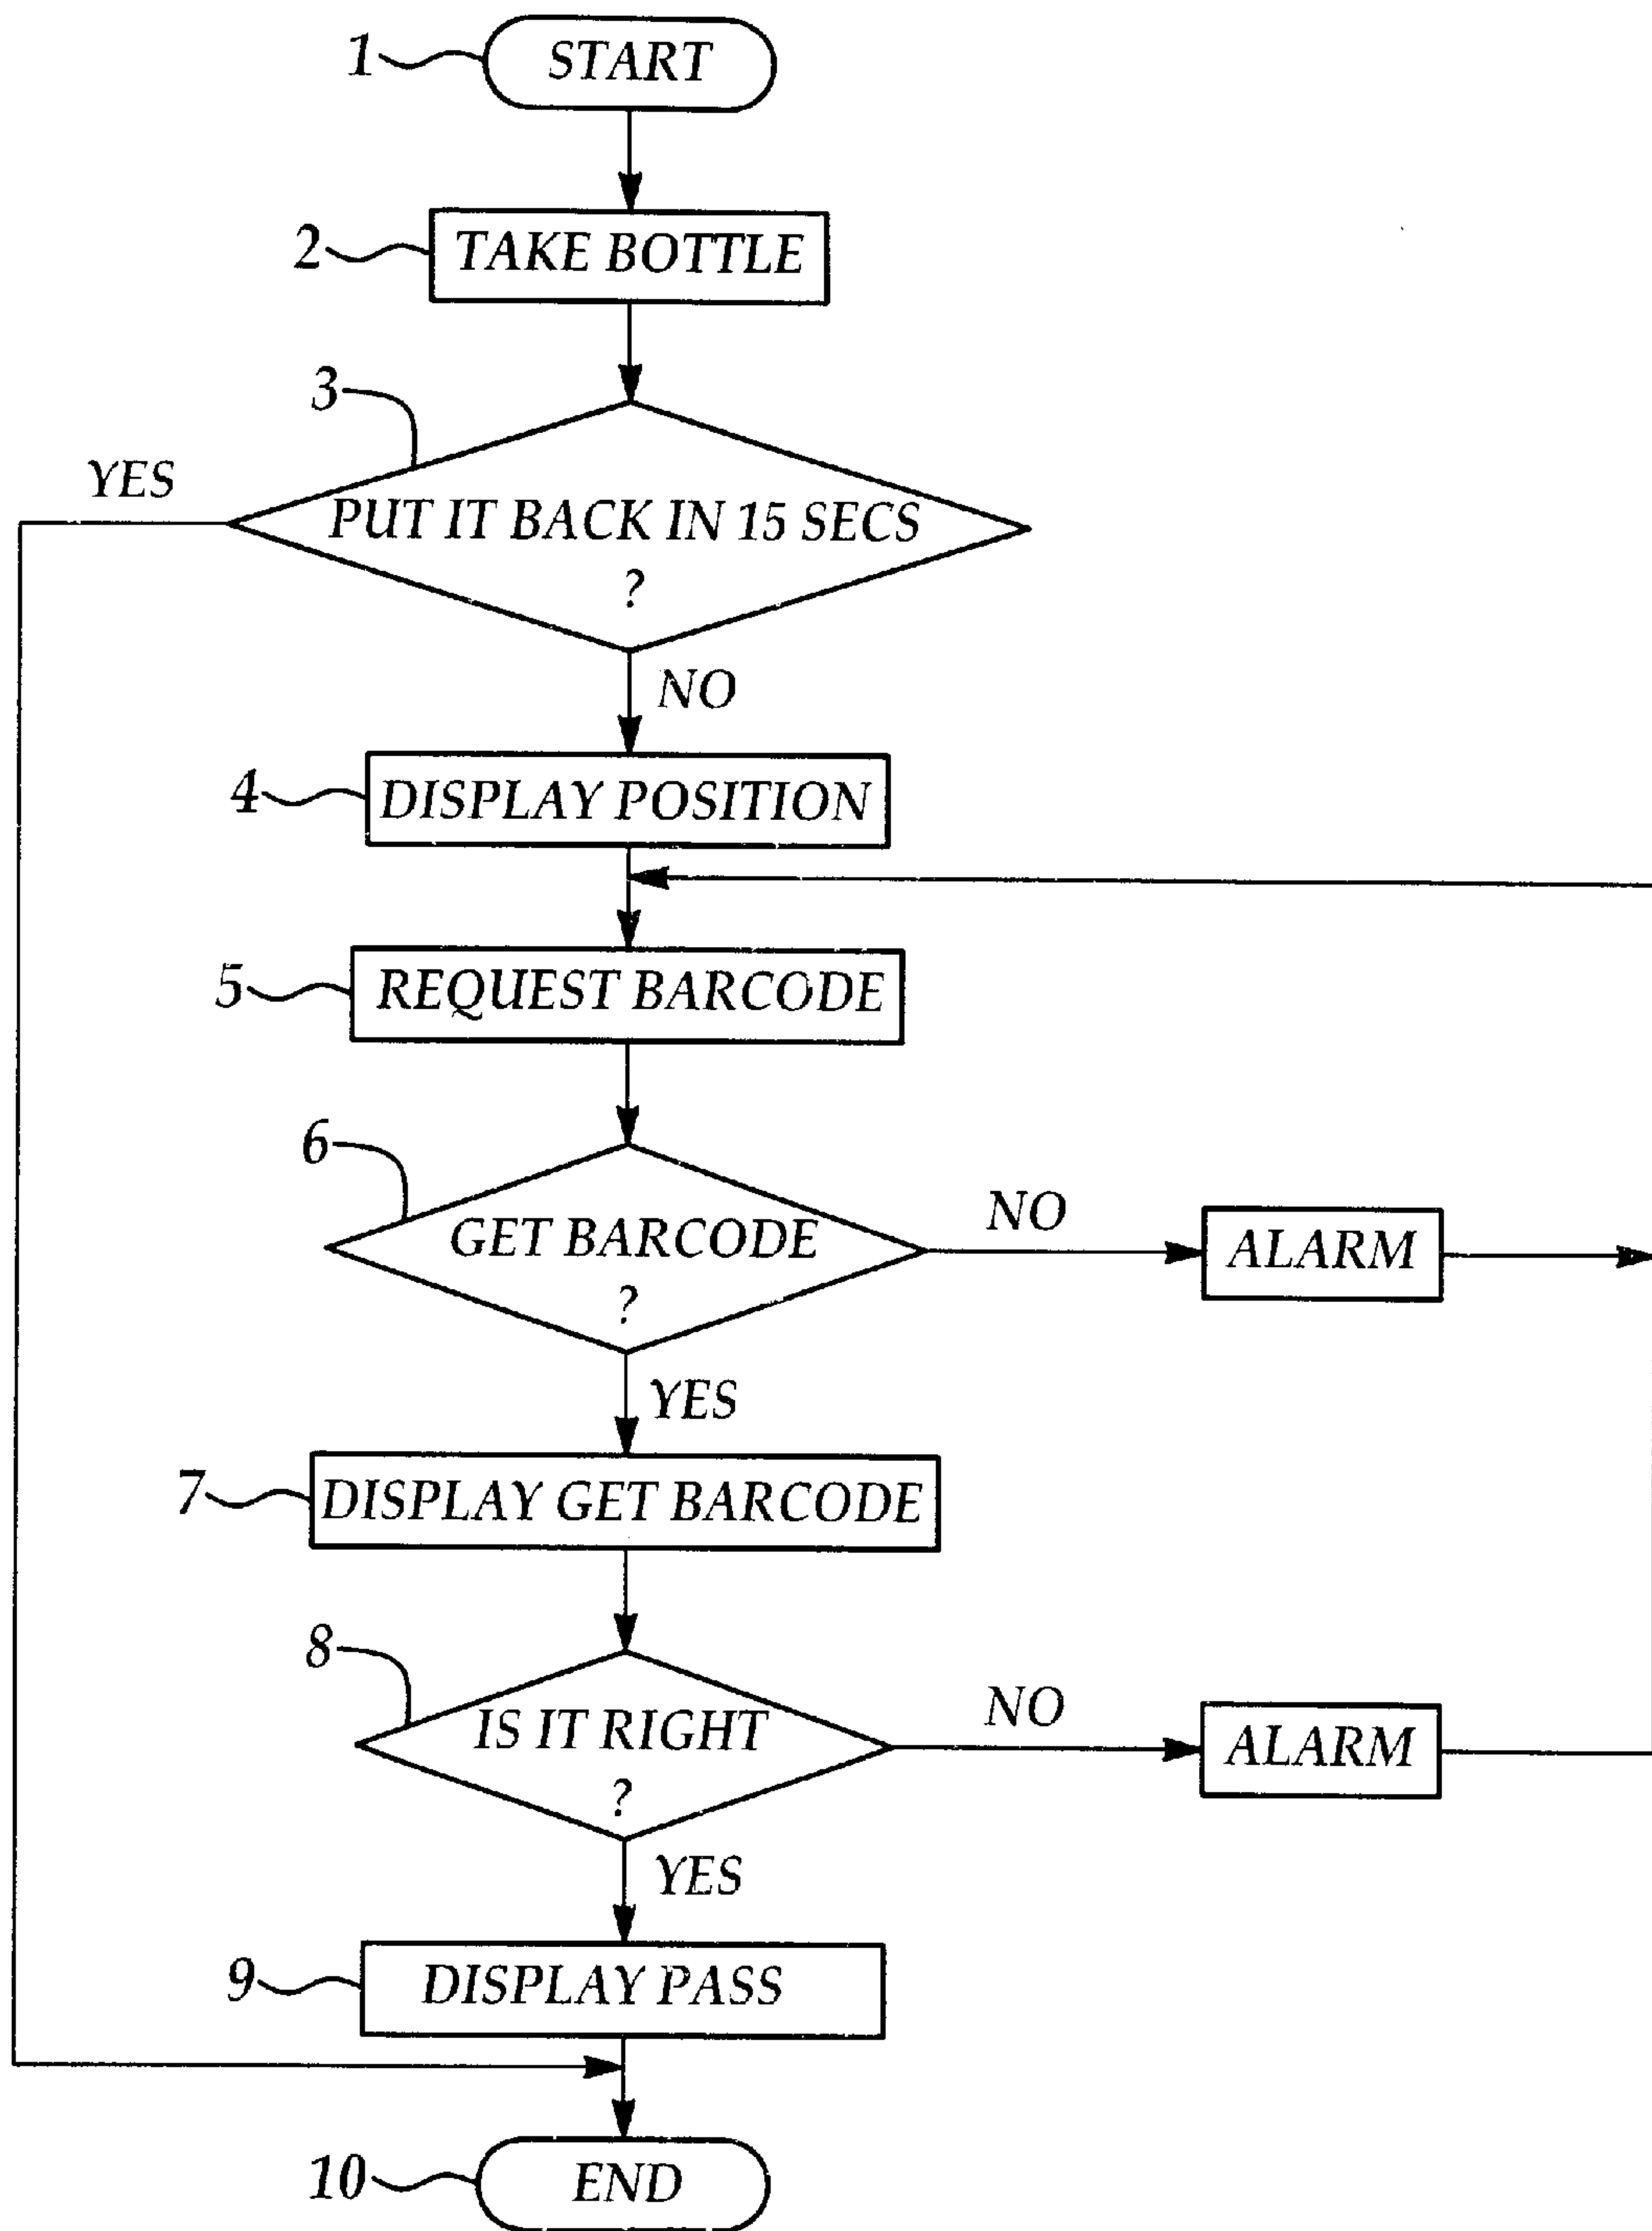 1 START
2 TAKE BOTTLE
3
YES
PUT IT BACK IN 15 SECS
?
NO
4 DISPLAY POSITION
5 REQUEST BARCODE
6
GET BARCODE
?
NO
ALARM
YES
7 DISPLAY GET BARCODE
8
IS IT RIGHT
?
NO
ALARM
YES
9 DISPLAY PASS
10 END